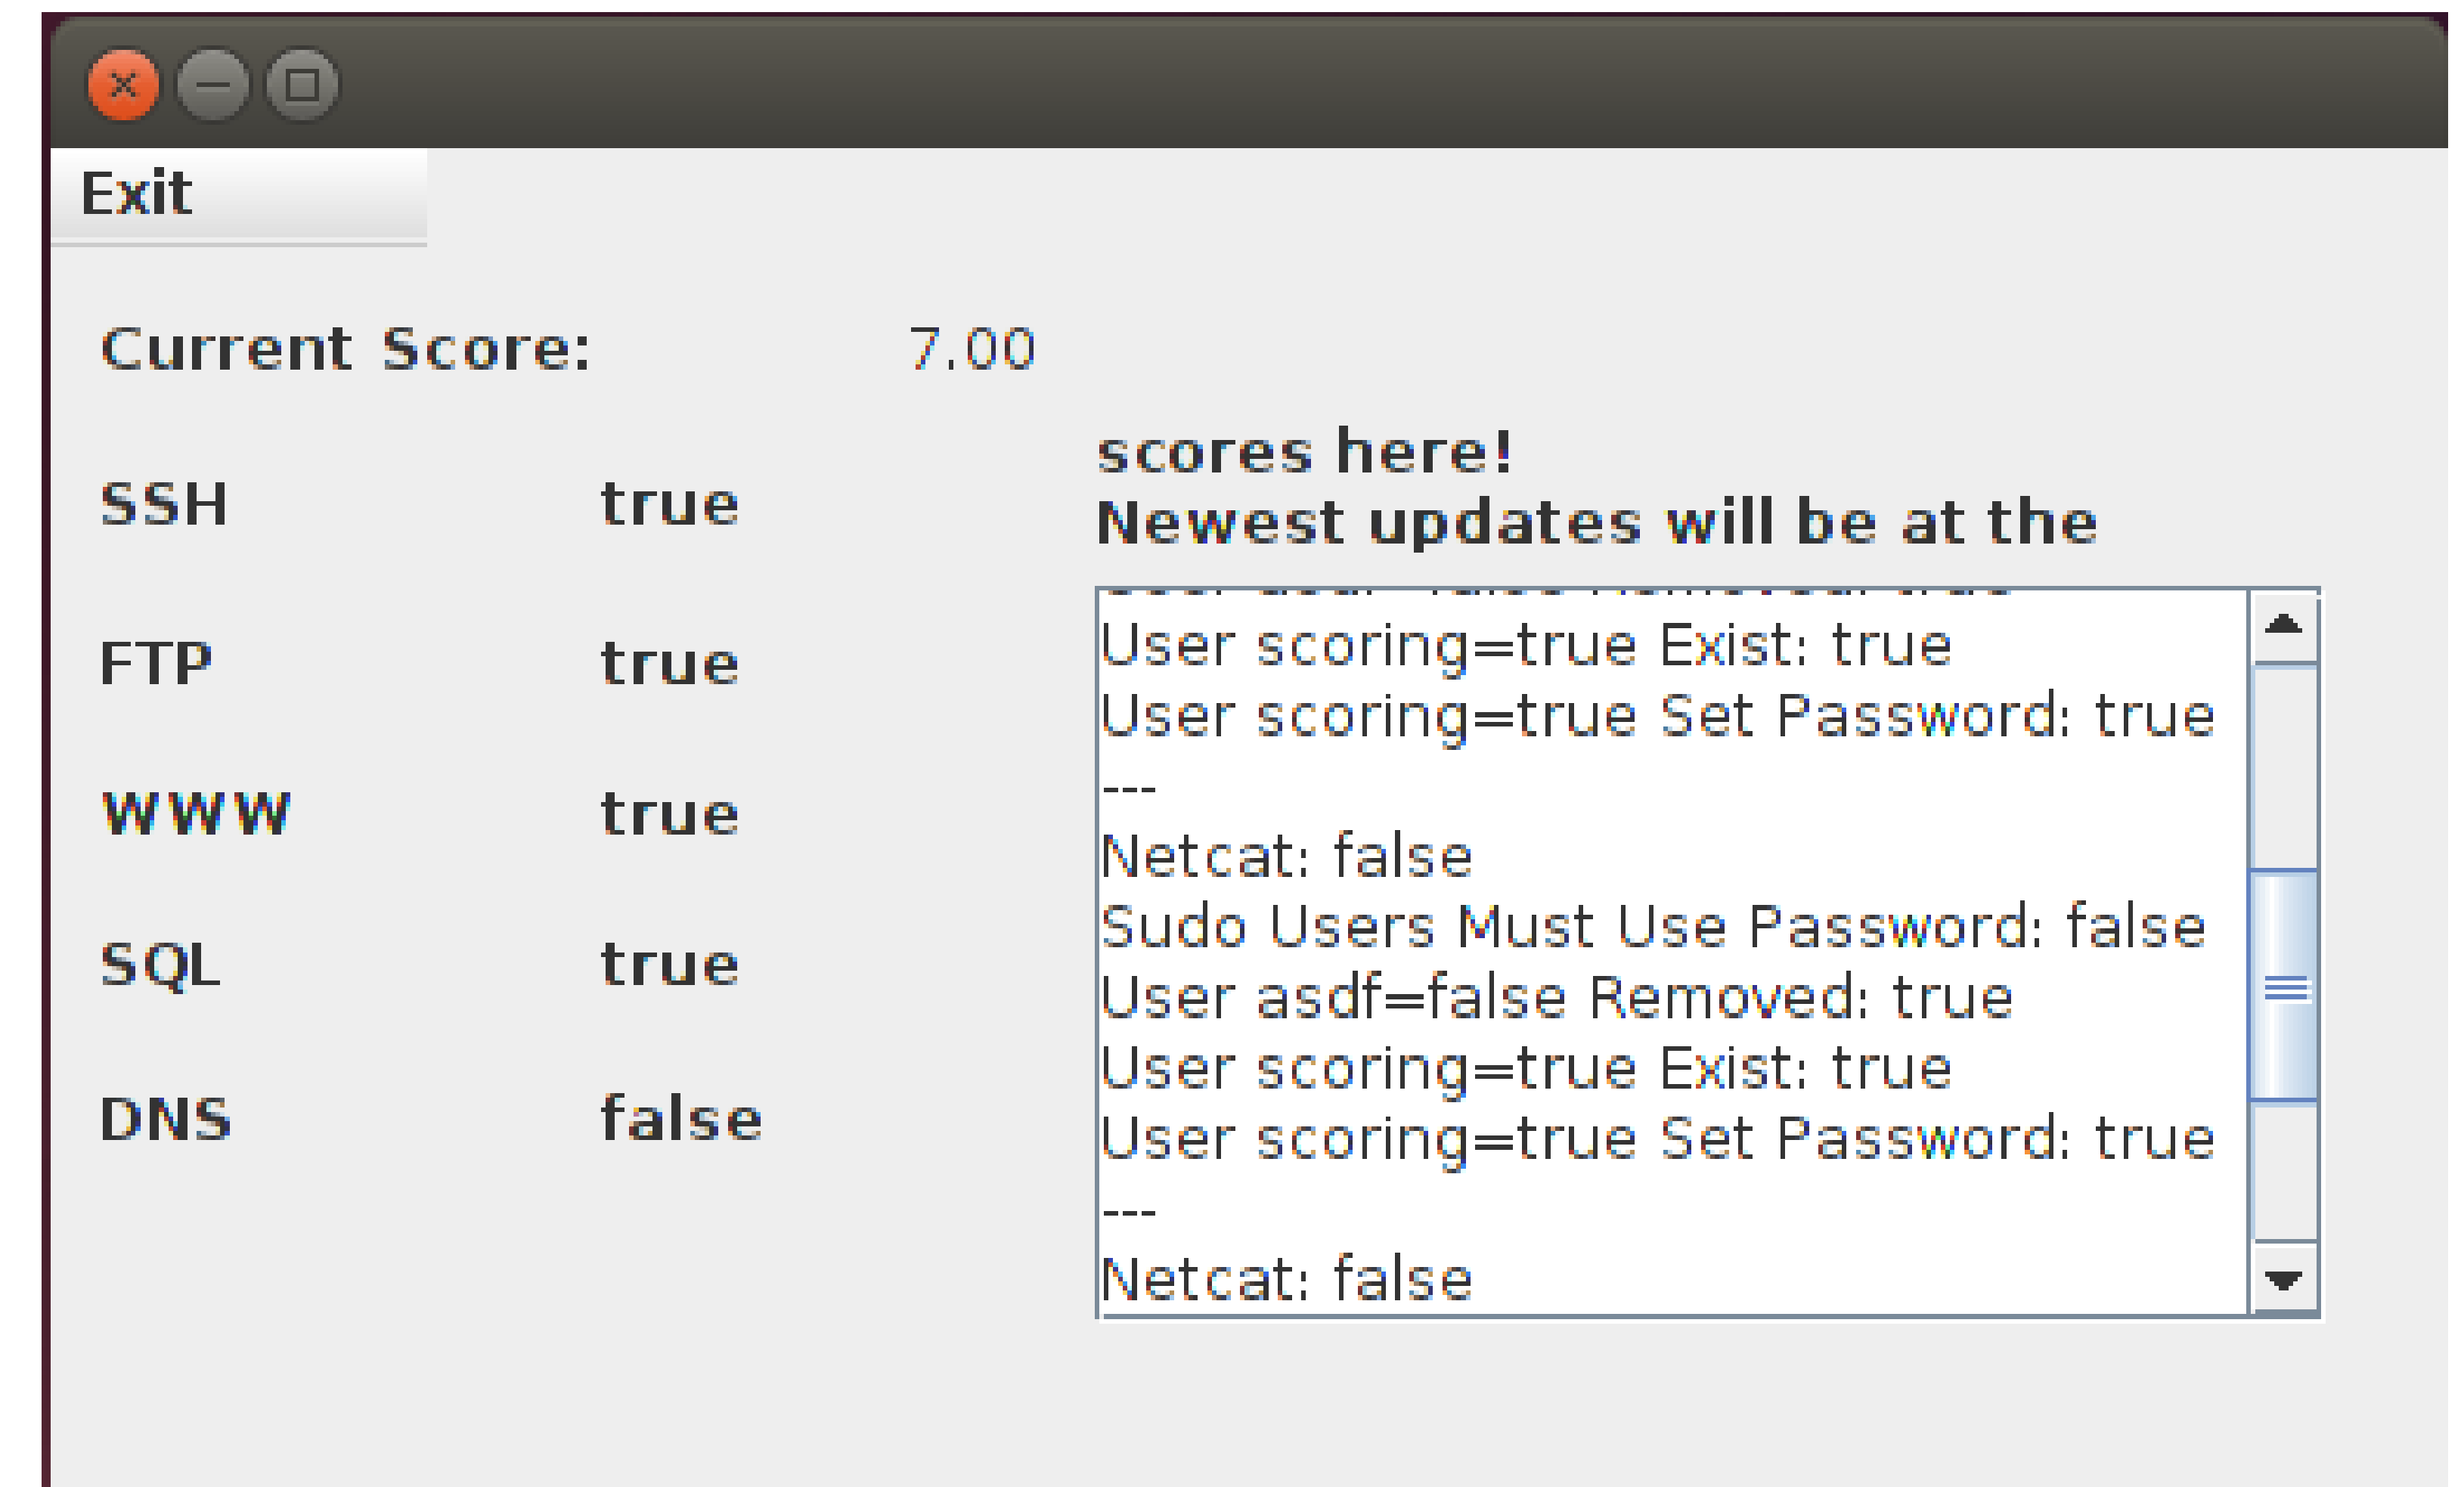 Exit
Current Score: 7.00
SSH true
FTP true
WWW true
SQL true
DNS false
scores here!
Newest updates will be at the
User scoring=true Exist: true
User scoring=true Set Password: true
---
Netcat: false
Sudo Users Must Use Password: false
User asdf=false Removed: true
User scoring=true Exist: true
User scoring=true Set Password: true
---
Netcat: false